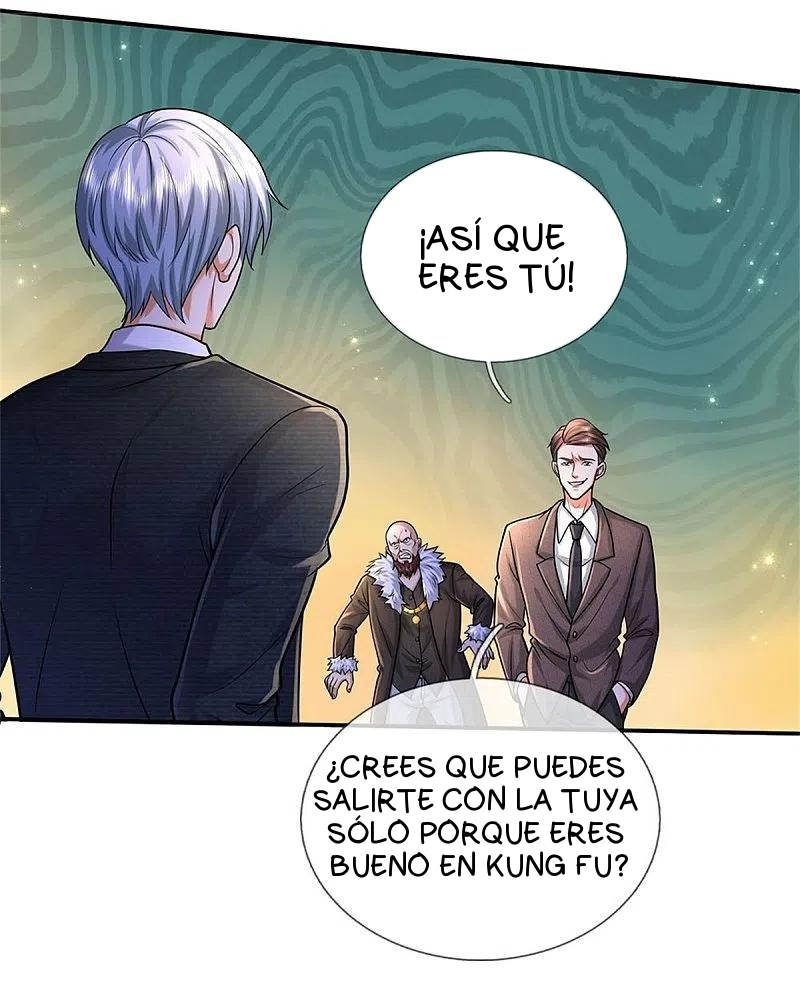 ¡ASÍ QUE
ERES TÚ!
¿CREES QUE PUEDES
SALIRTE CON LA TUYA
SÓLO PORQUE ERES
BUENO EN KUNG FU?